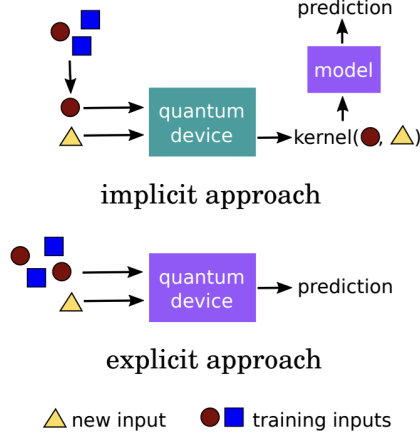 prediction
model
quantum
device
kernel( , )
implicit approach
quantum
device
prediction
explicit approach
new input
training inputs